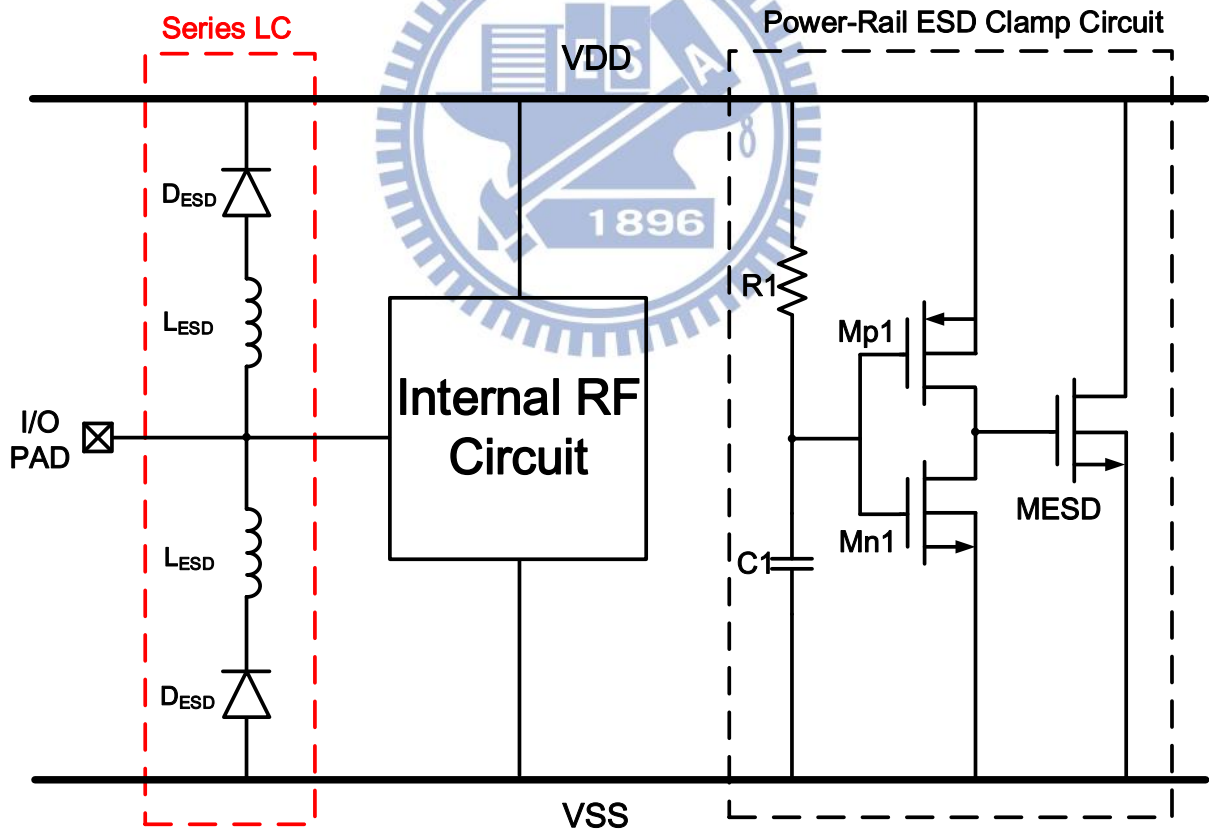 Series LC
Power-Rail ESD Clamp Circuit
VDD
E S
A
8
1896
DESD
LESD
R1
Mp1
I/O
PAD
Internal RF
Circuit
MESD
LESD
C1
Mn1
DESD
VSS